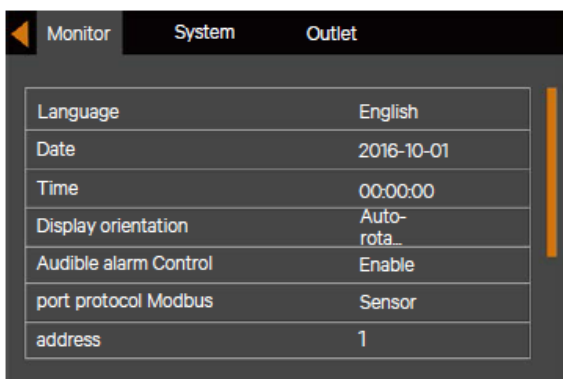 Monitor System Outlet
Language English
Date 2016-10-01
Time 00:00:00
Display orientation Auto-
rota...
Audible alarm Control Enable
port protocol Modbus Sensor
address 1